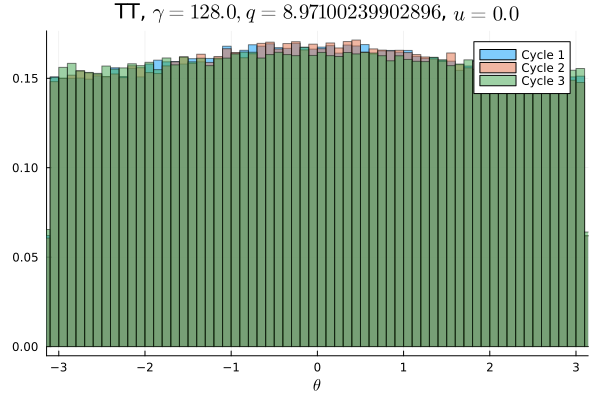 TT, γ = 128.0, q = 8.97100239902896, u = 0.0
Cycle 1
Cycle 2
Cycle 3
0.15
0.10
0.05
0.00
−3 −2 −1 0 1 2 3
θ